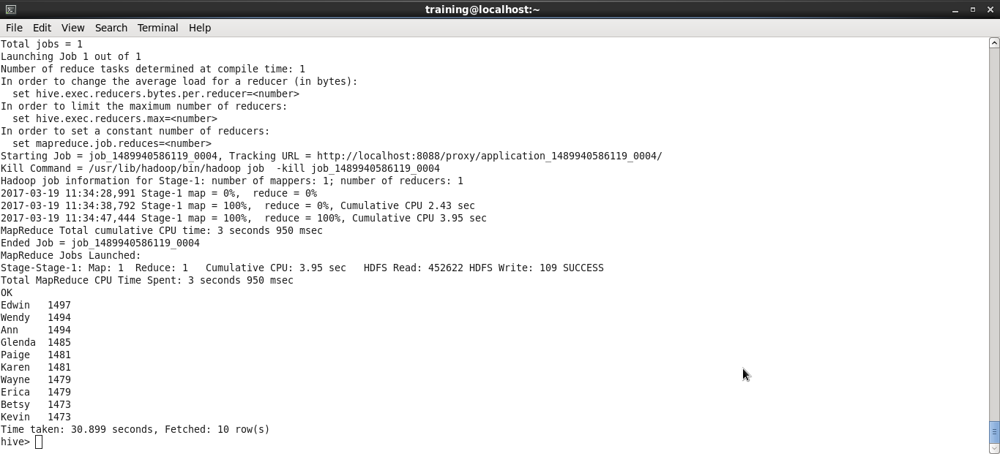 training@localhost:~
File Edit View Search Terminal Help
Total jobs = 1
Launching Job 1 out of 1
Number of reduce tasks determined at compile time: 1
In order to change the average load for a reducer (in bytes):
  set hive.exec.reducers.bytes.per.reducer=<number>
In order to limit the maximum number of reducers:
  set hive.exec.reducers.max=<number>
In order to set a constant number of reducers:
  set mapreduce.job.reduces=<number>
Starting Job = job_1489940586119_0004, Tracking URL = http://localhost:8088/proxy/application_1489940586119_0004/
Kill Command = /usr/lib/hadoop/bin/hadoop job  -kill job_1489940586119_0004
Hadoop job information for Stage-1: number of mappers: 1; number of reducers: 1
2017-03-19 11:34:28,991 Stage-1 map = 0%,  reduce = 0%
2017-03-19 11:34:38,792 Stage-1 map = 100%,  reduce = 0%, Cumulative CPU 2.43 sec
2017-03-19 11:34:47,444 Stage-1 map = 100%,  reduce = 100%, Cumulative CPU 3.95 sec
MapReduce Total cumulative CPU time: 3 seconds 950 msec
Ended Job = job_1489940586119_0004
MapReduce Jobs Launched:
Stage-Stage-1: Map: 1  Reduce: 1   Cumulative CPU: 3.95 sec   HDFS Read: 452622 HDFS Write: 109 SUCCESS
Total MapReduce CPU Time Spent: 3 seconds 950 msec
OK
Edwin   1497
Wendy   1494
Ann     1494
Glenda  1485
Paige   1481
Karen   1481
Wayne   1479
Erica   1479
Betsy   1473
Kevin   1473
Time taken: 30.899 seconds, Fetched: 10 row(s)
hive>